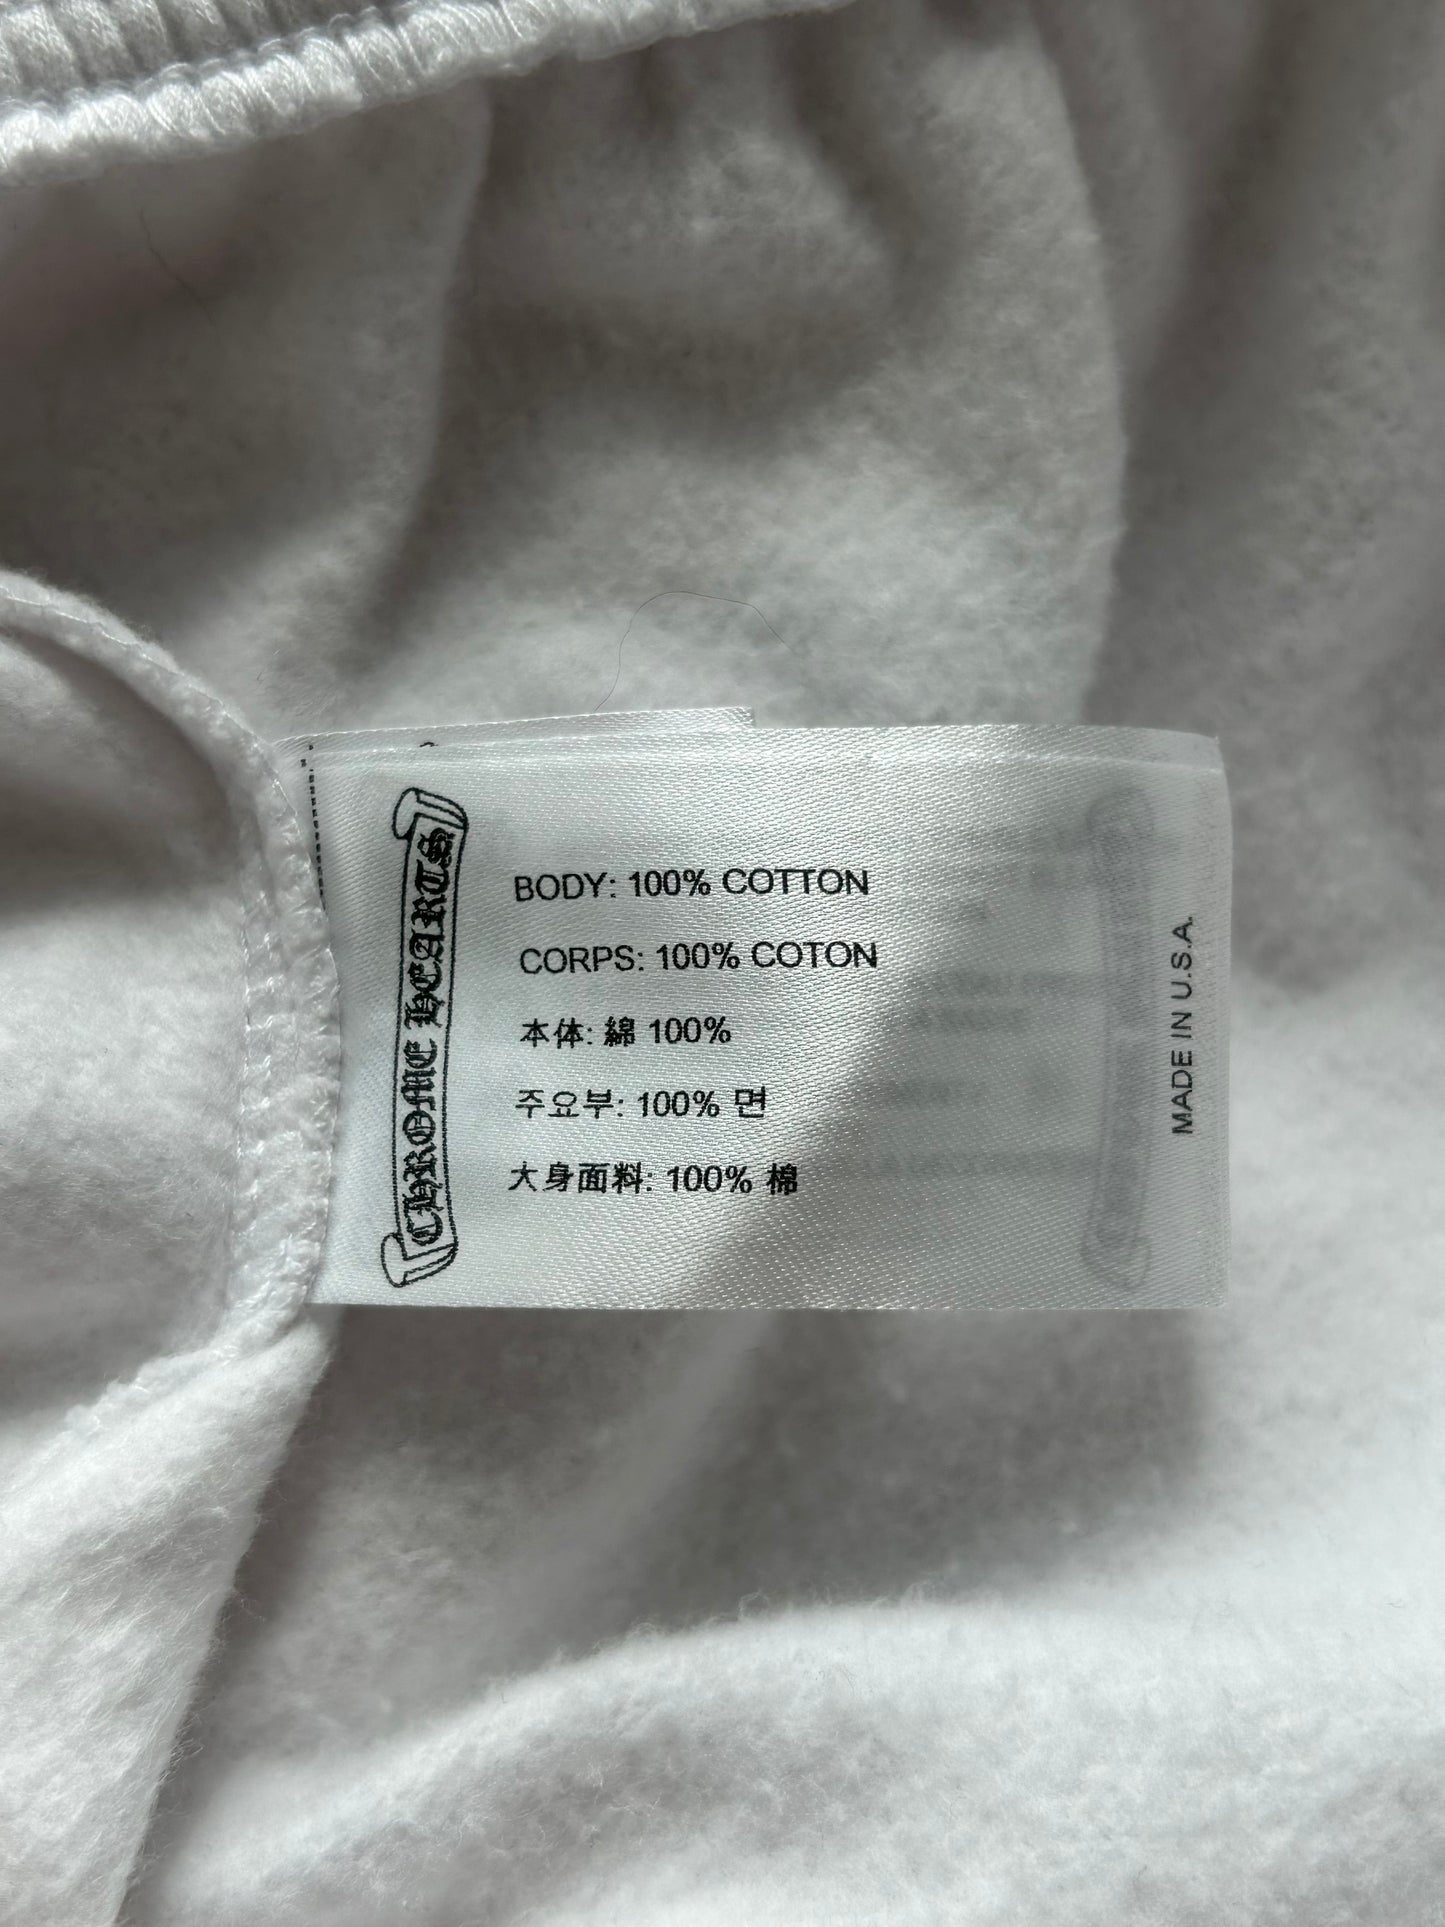 CHROME HEARTS
BODY: 100% COTTON
CORPS: 100% COTON
本体: 綿 100%
주요부: 100% 면
大身面料: 100% 棉
MADE IN U.S.A.